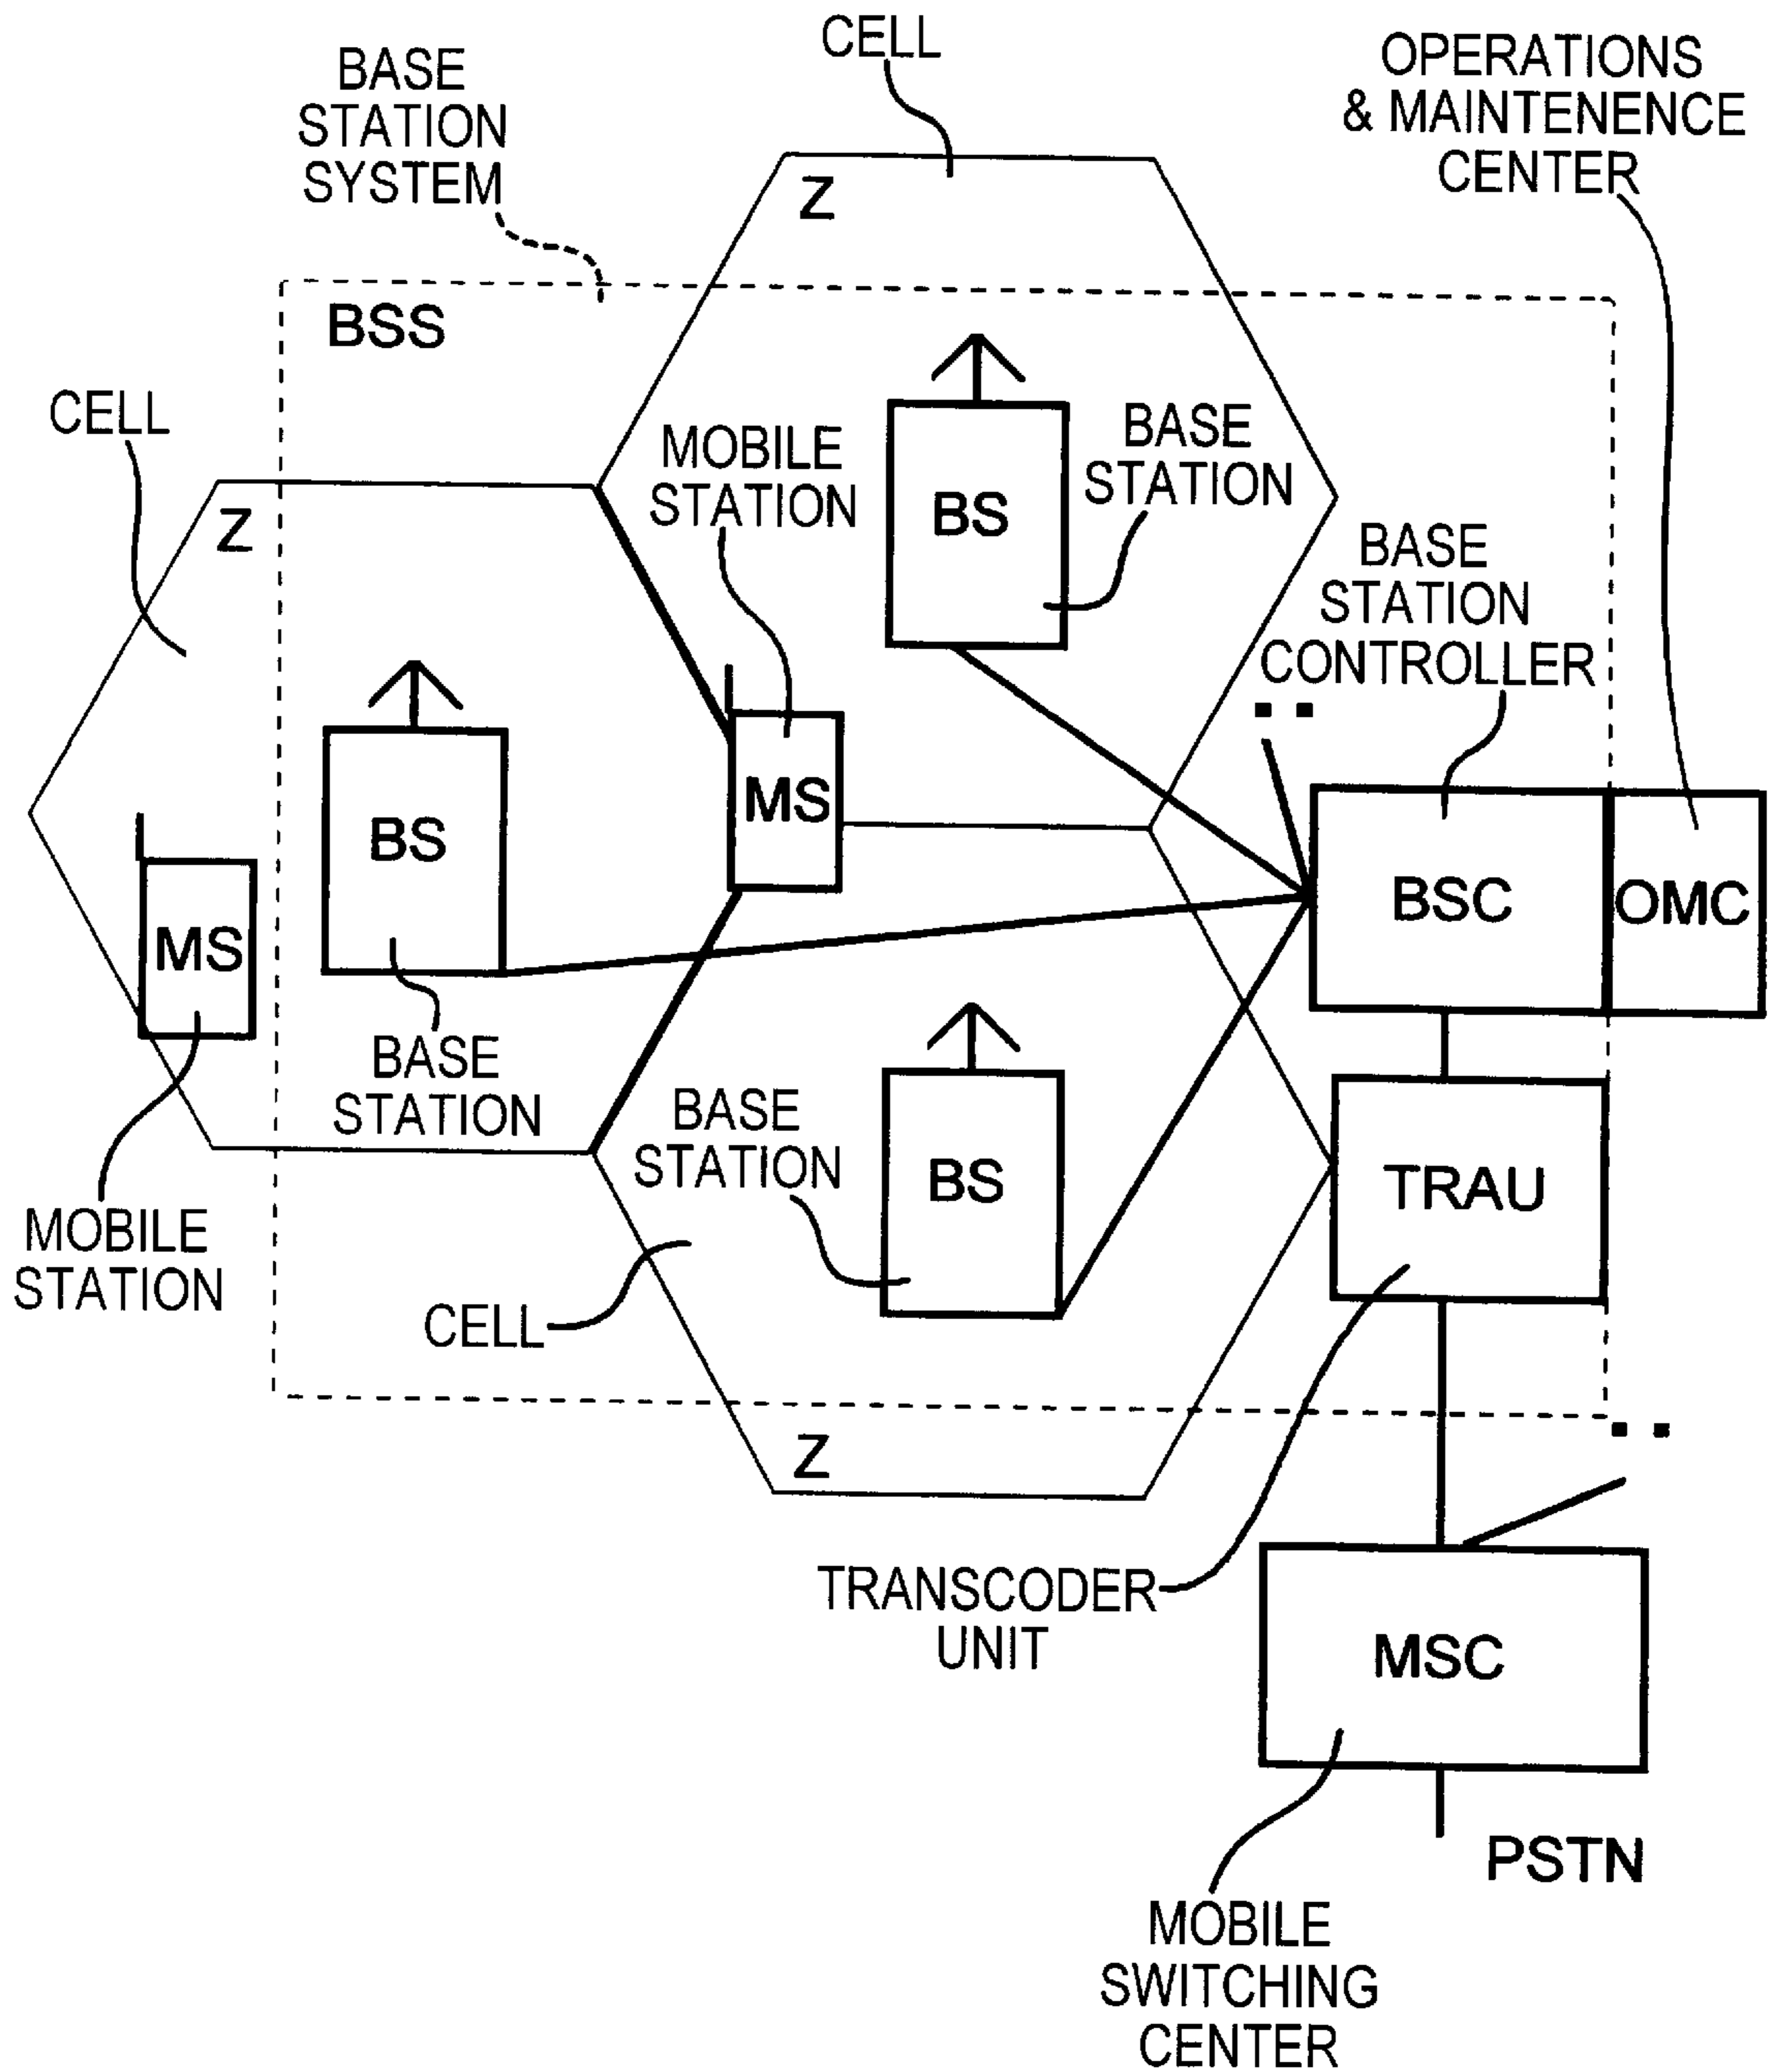 CELL
BASE
STATION
SYSTEM
OPERATIONS
& MAINTENENCE
CENTER
Z
BSS
CELL
Z
MOBILE
STATION
BS
BASE
STATION
BASE
STATION
CONTROLLER
BS
MS
MS
BSC
OMC
BASE
STATION
BASE
STATION
BS
TRAU
MOBILE
STATION
CELL
Z
TRANSCODER
UNIT
MSC
PSTN
MOBILE
SWITCHING
CENTER